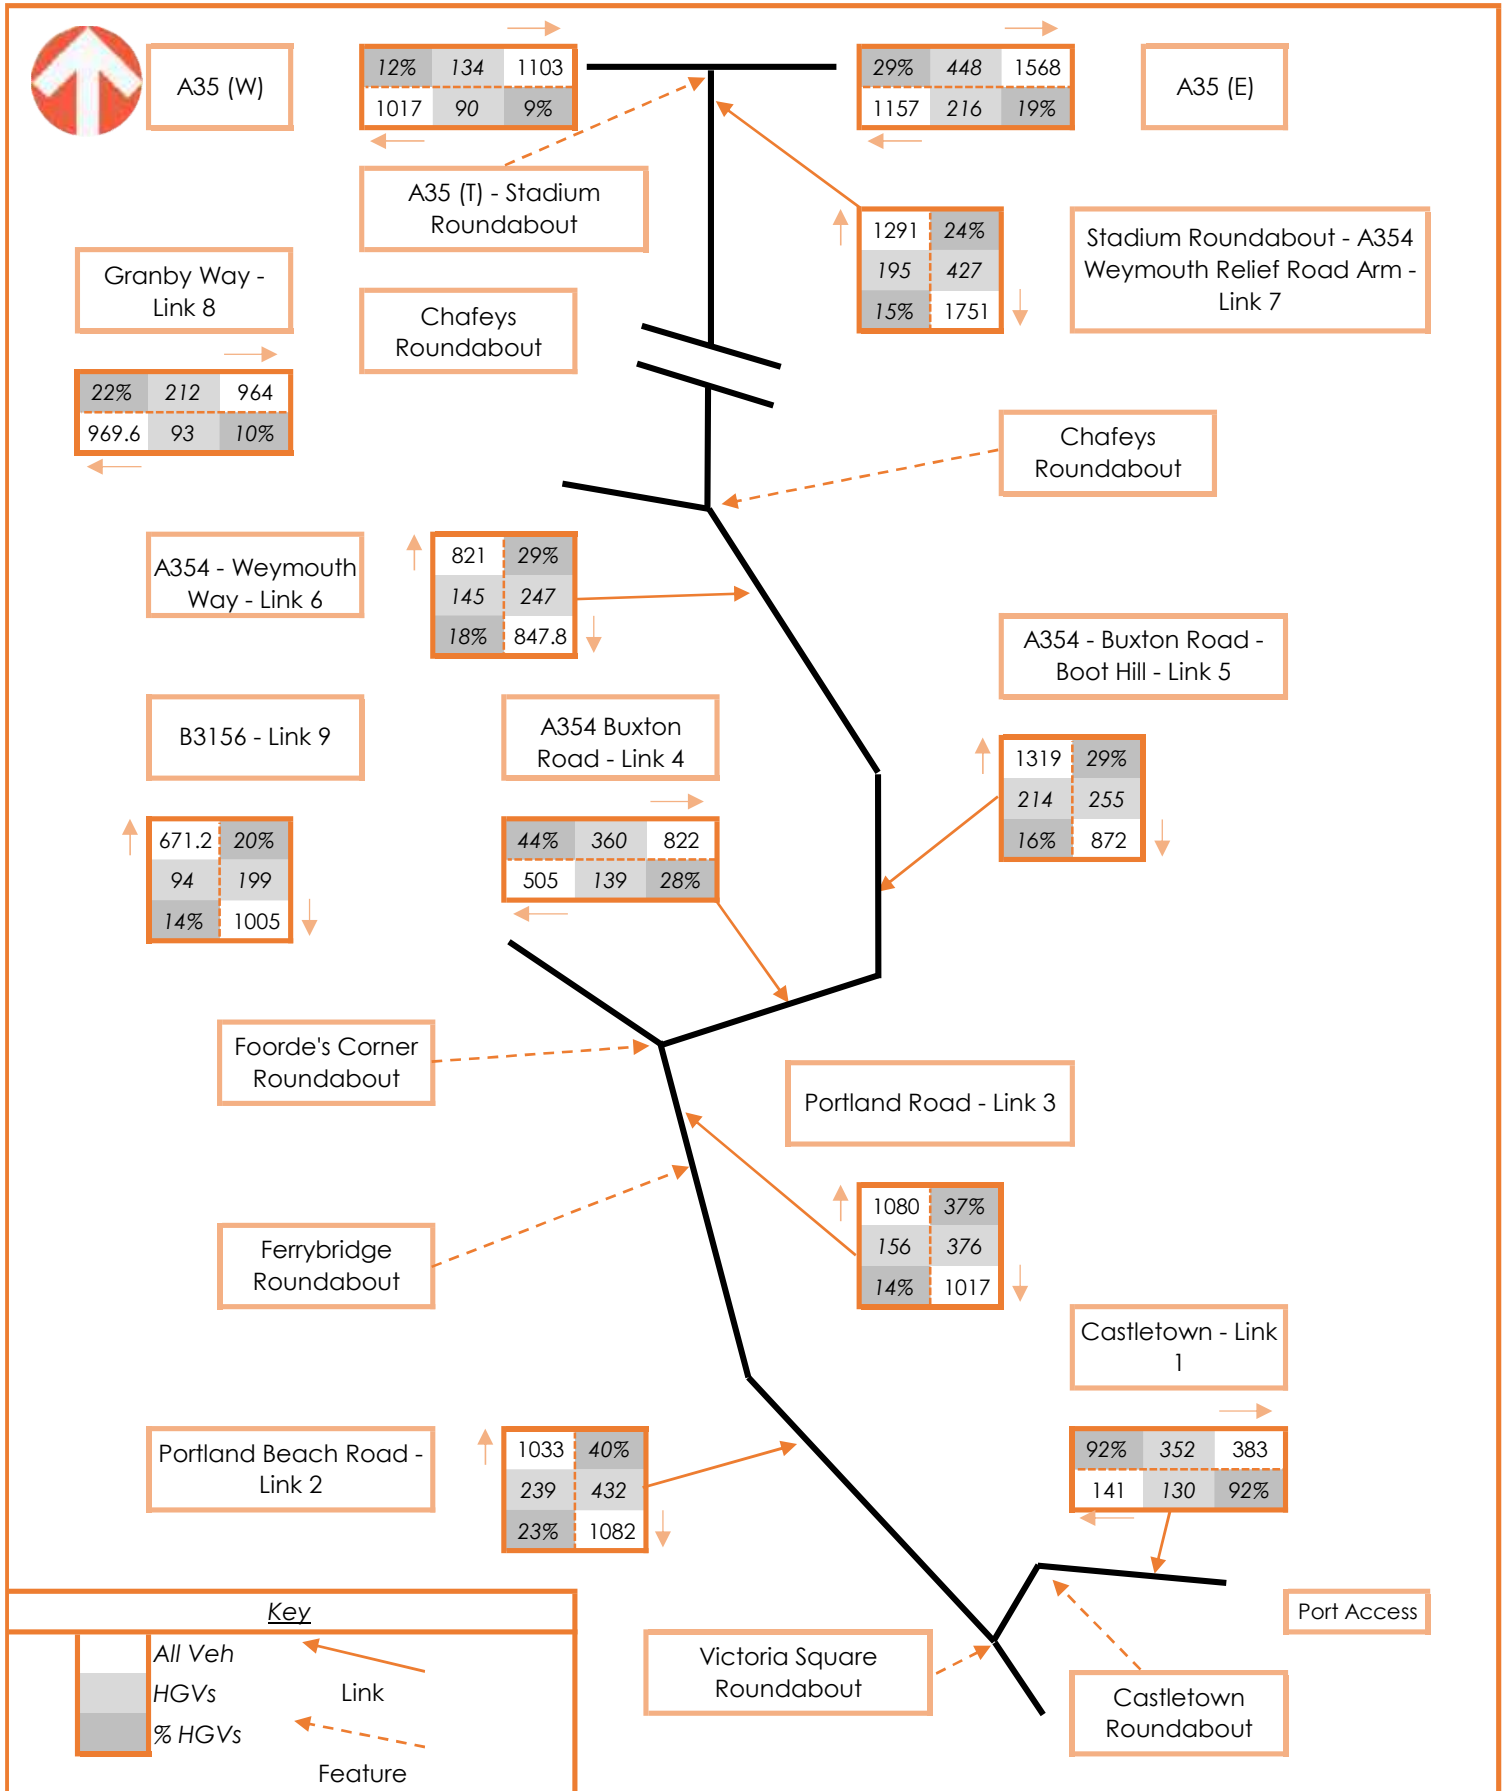 A35 (W)
12% 134 1103
1017 90 9%
29% 448 1568
1157 216 19%
A35 (E)
A35 (T) - Stadium
Roundabout
1291 24%
195 427
15% 1751
Stadium Roundabout - A354
Weymouth Relief Road Arm -
Link 7
Granby Way -
Link 8
Chafeys
Roundabout
22% 212 964
969.6 93 10%
Chafeys
Roundabout
A354 - Weymouth
Way - Link 6
821 29%
145 247
18% 847.8
A354 - Buxton Road -
Boot Hill - Link 5
B3156 - Link 9
A354 Buxton
Road - Link 4
1319 29%
214 255
16% 872
671.2 20%
94 199
14% 1005
44% 360 822
505 139 28%
Foorde's Corner
Roundabout
Portland Road - Link 3
1080 37%
156 376
14% 1017
Ferrybridge
Roundabout
Castletown - Link
1
Portland Beach Road -
Link 2
1033 40%
239 432
23% 1082
92% 352 383
141 130 92%
Port Access
Victoria Square
Roundabout
Castletown
Roundabout
Key
All Veh
HGVs
% HGVs
Link
Feature